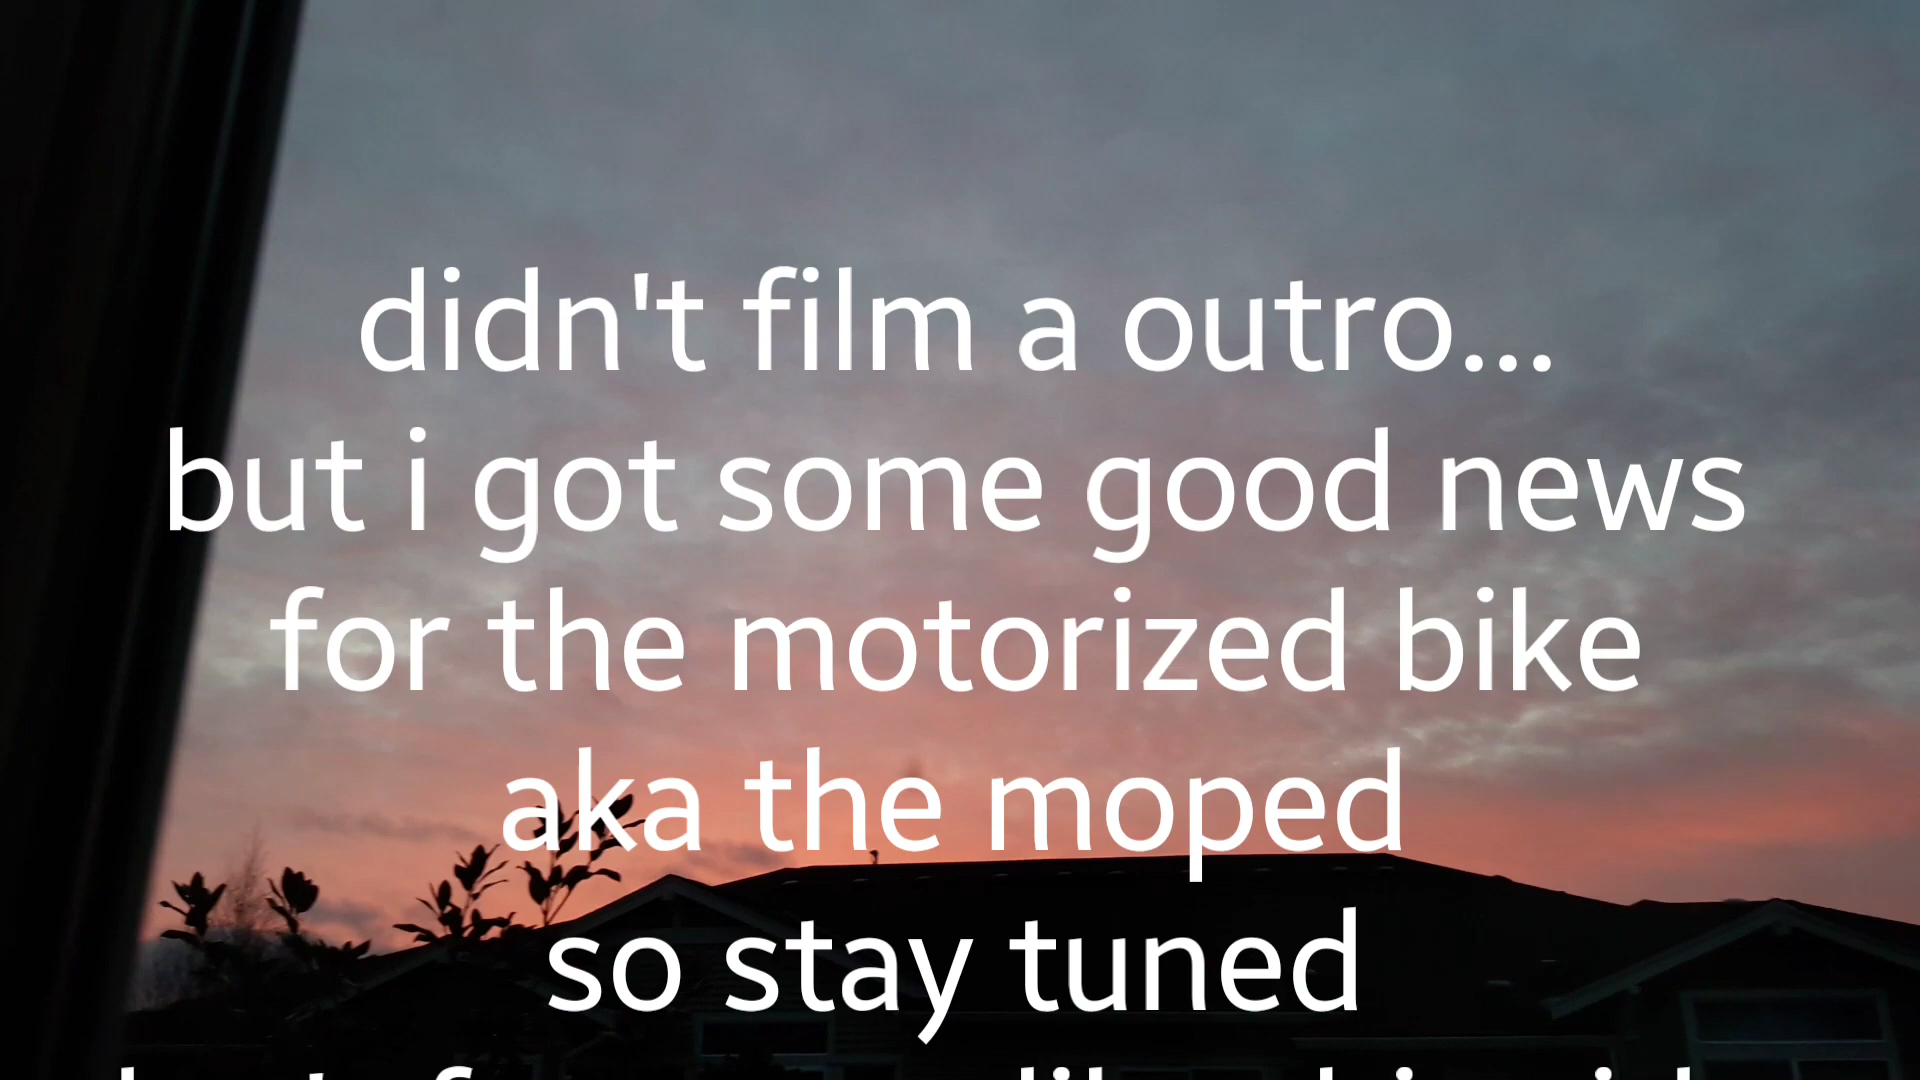 didn't film a outro...
but i got some good news
for the motorized bike
aka the moped
so stay tuned